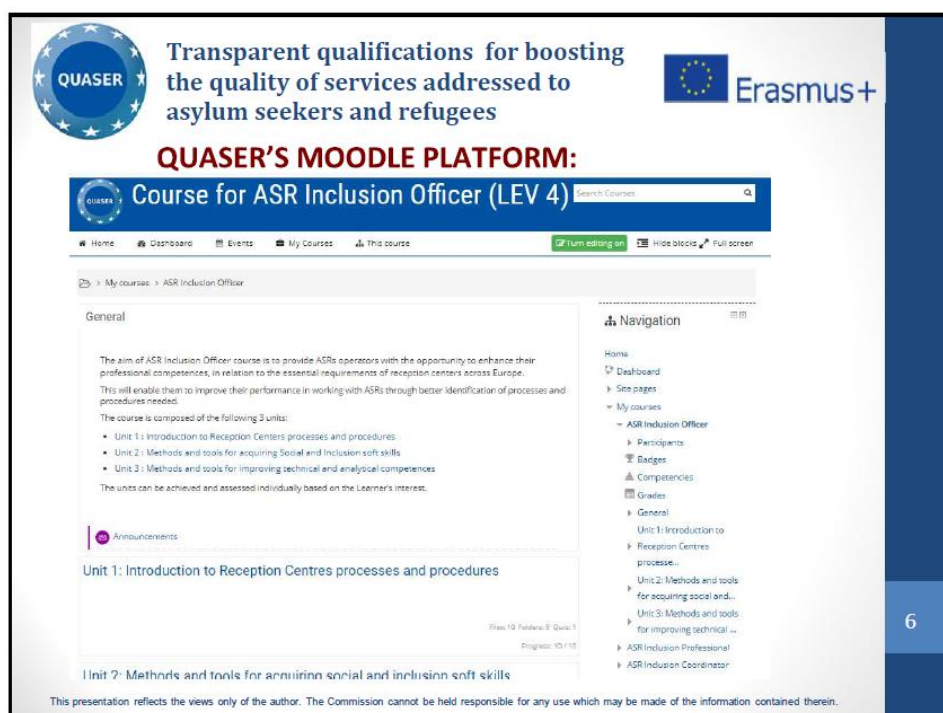 QUASER
Transparent qualifications for boosting
the quality of services addressed to
asylum seekers and refugees
Erasmus+
QUASER'S MOODLE PLATFORM:
QUASER
Course for ASR Inclusion Officer (LEV 4)
Search Courses
Home Dashboard Events My Courses This course
Turn editing on Hide blocks Full screen
> My courses > ASR Inclusion Officer
General
The aim of ASR Inclusion Officer course is to provide ASRs operators with the opportunity to enhance their
professional competences, in relation to the essential requirements of reception centers across Europe.
This will enable them to improve their performance in working with ASRs through better identification of processes and
procedures needed.
The course is composed of the following 3 units:
• Unit 1 : Introduction to Reception Centers processes and procedures
• Unit 2 : Methods and tools for acquiring Social and Inclusion soft skills
• Unit 3 : Methods and tools for improving technical and analytical competences
The units can be achieved and assessed individually based on the Learner's interest.
Announcements
Unit 1: Introduction to Reception Centres processes and procedures
Files: 10 Folders: 9 Quiz: 1
Progress: 10 / 10
Unit 2: Methods and tools for acquiring social and inclusion soft skills
Navigation
Home
Dashboard
Site pages
My courses
ASR Inclusion Officer
Participants
Badges
Competencies
Grades
General
Unit 1: Introduction to
Reception Centres
processe...
Unit 2: Methods and tools
for acquiring social and...
Unit 3: Methods and tools
for improving technical ...
ASR Inclusion Professional
ASR Inclusion Coordinator
6
This presentation reflects the views only of the author. The Commission cannot be held responsible for any use which may be made of the information contained therein.